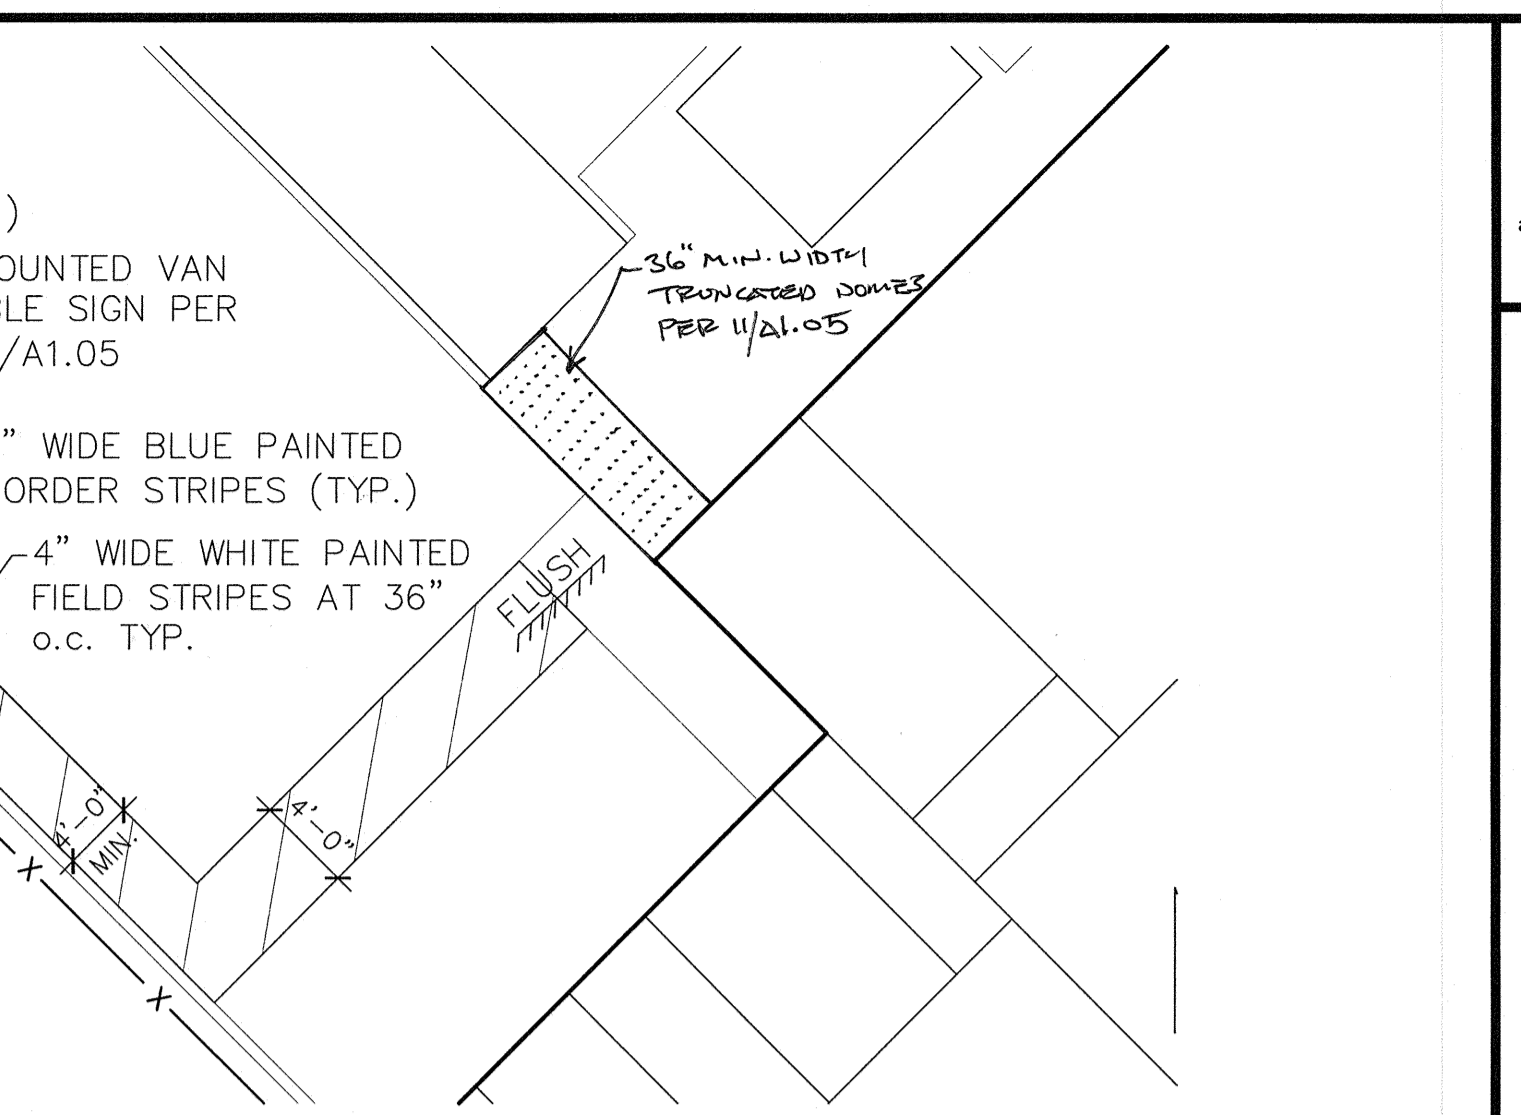 )
OUNTED VAN
LE SIGN PER
/A1.05
” WIDE BLUE PAINTED
ORDER STRIPES (TYP.)
4” WIDE WHITE PAINTED
FIELD STRIPES AT 36”
o.c. TYP.
36" MIN. WIDTH
TRUNCATED DOMES
PER 11/A1.05
FLUSH
4'-0”
MIN.
4'-0”
X
X
a